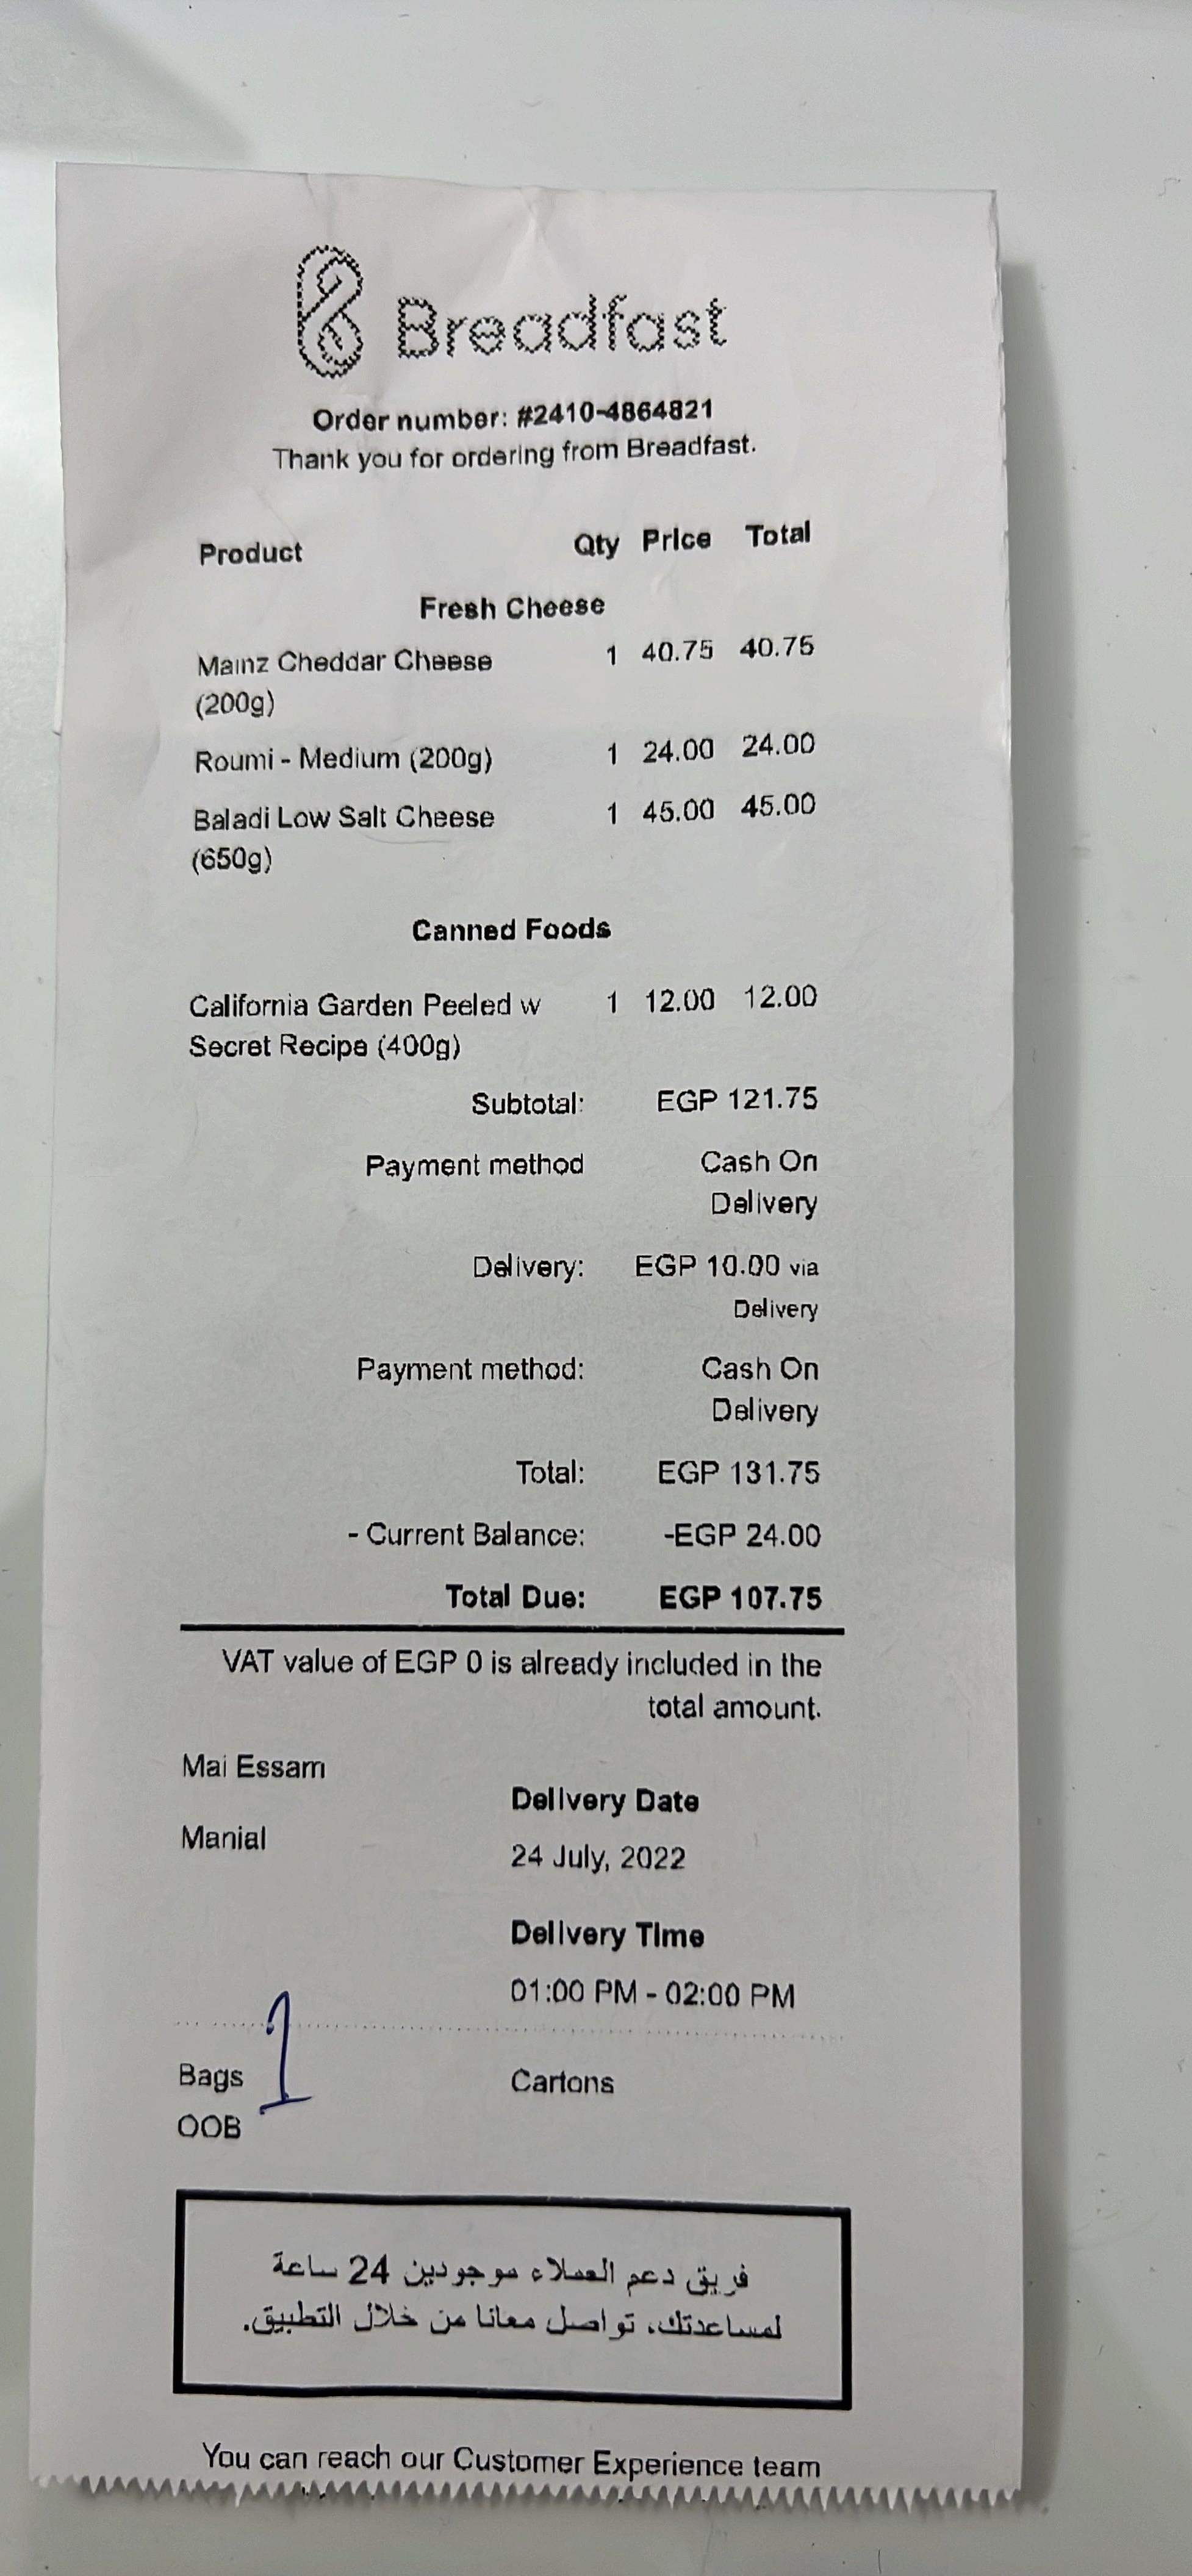 Breadfast
Order number: #2410-4864821
Thank you for ordering from Breadfast.
Product Qty Price Total
Fresh Cheese
Mainz Cheddar Cheese 1 40.75 40.75
(200g)
Roumi - Medium (200g) 1 24.00 24.00
Baladi Low Salt Cheese 1 45.00 45.00
(650g)
Canned Foods
California Garden Peeled w 1 12.00 12.00
Secret Recipe (400g)
Subtotal: EGP 121.75
Payment method Cash On
Delivery
Delivery: EGP 10.00 via
Delivery
Payment method: Cash On
Delivery
Total: EGP 131.75
- Current Balance: -EGP 24.00
Total Due: EGP 107.75
VAT value of EGP 0 is already included in the
total amount.
Mai Essam
Delivery Date
Manial
24 July, 2022
Delivery Time
01:00 PM - 02:00 PM
Bags 1 Cartons
OOB
فريق دعم العملاء موجودين 24 ساعة
لمساعدتك، تواصل معانا من خلال التطبيق.
You can reach our Customer Experience team